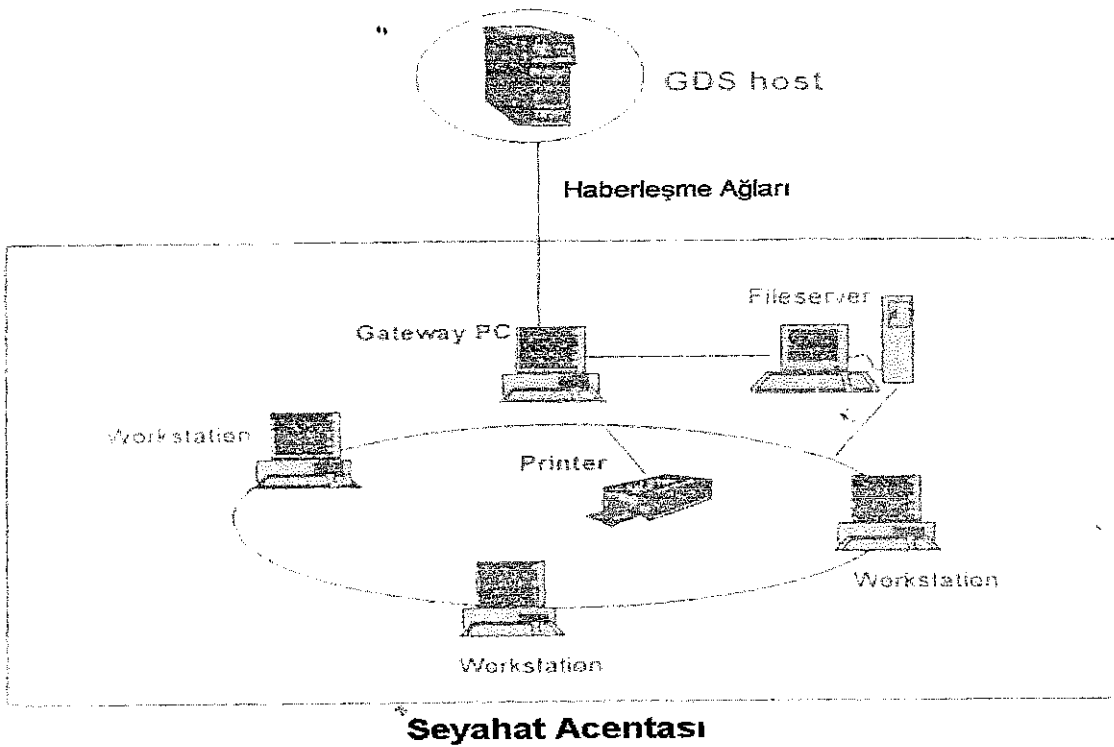 GDS host
Haberleşme Ağları
Fileserver
Gateway PC
Workstation
Printer
Workstation
Workstation
Seyahat Acentası